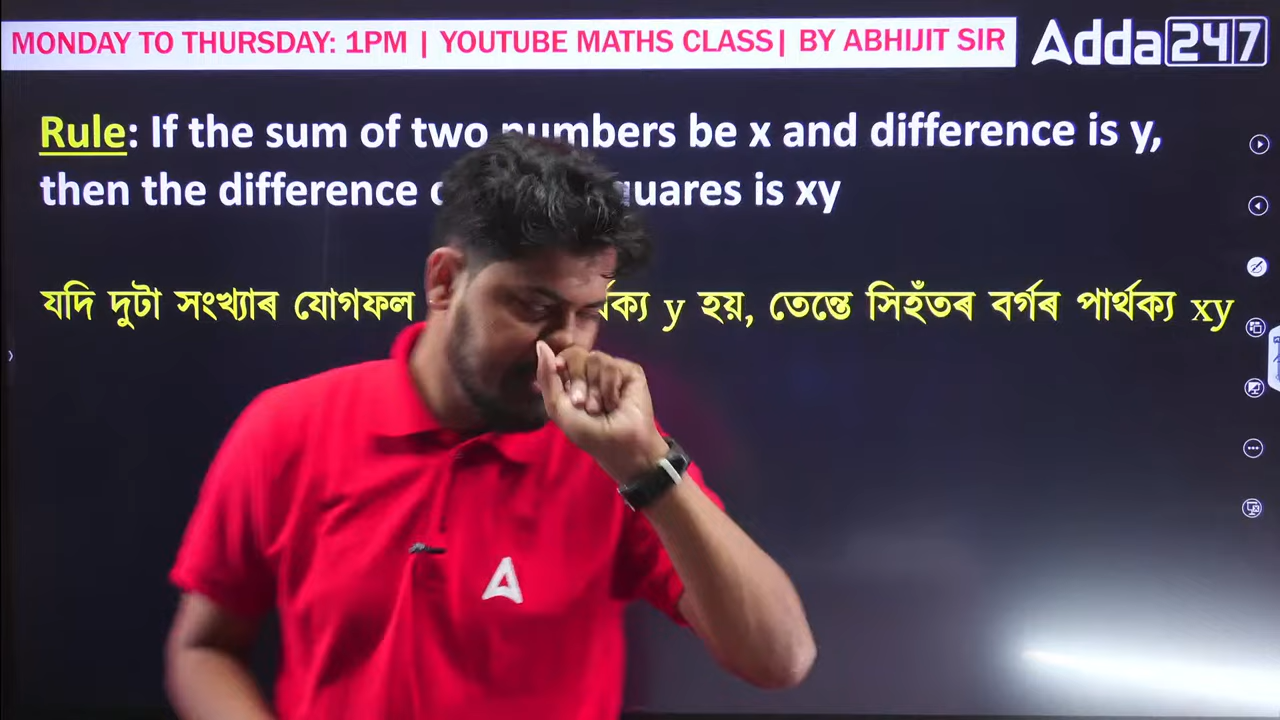 MONDAY TO THURSDAY: 1PM | YOUTUBE MATHS CLASS| BY ABHIJIT SIR
Adda247
Rule: If the sum of two numbers be x and difference is y,
then the difference is xy
যদি দুটা সংখ্যাৰ যোগফল y হয়, তেন্তে সিহঁতৰ বৰ্গৰ পাৰ্থক্য xy